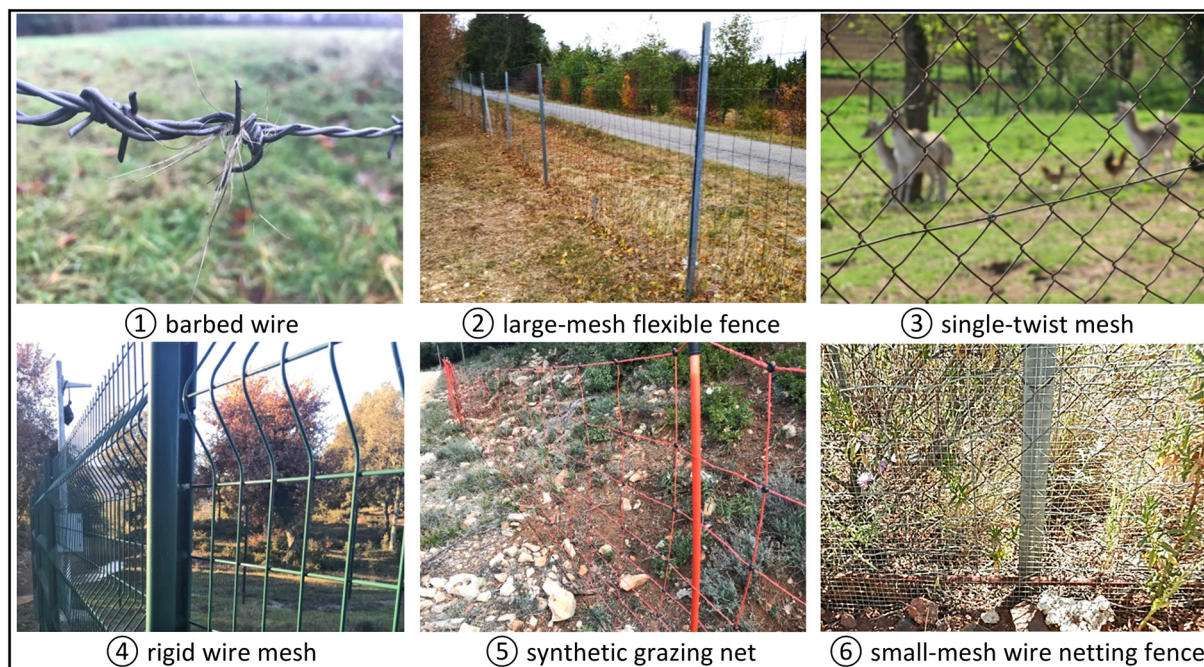 ① barbed wire
② large-mesh flexible fence
③ single-twist mesh
④ rigid wire mesh
⑤ synthetic grazing net
⑥ small-mesh wire netting fence